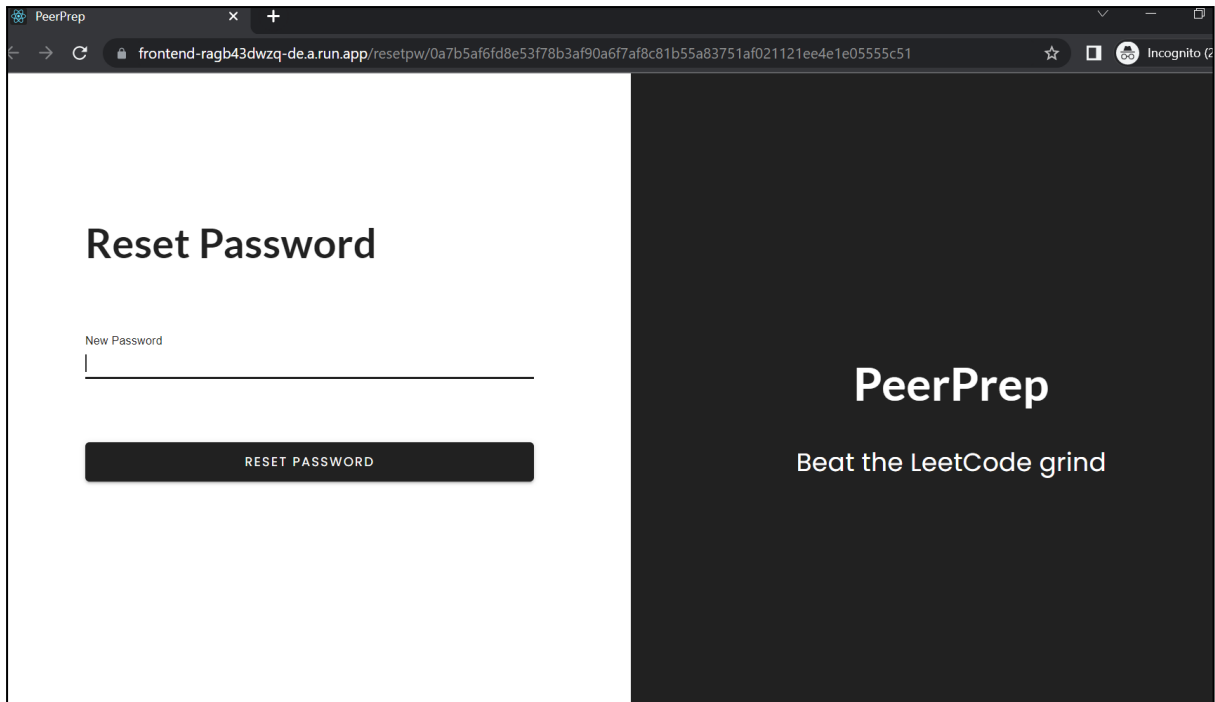 PeerPrep
frontend-ragb43dwzq-de.a.run.app/resetpw/0a7b5af6fd8e53f78b3af90a6f7af8c81b55a83751af021121ee4e1e05555c51
Incognito (2
Reset Password
New Password
RESET PASSWORD
PeerPrep
Beat the LeetCode grind